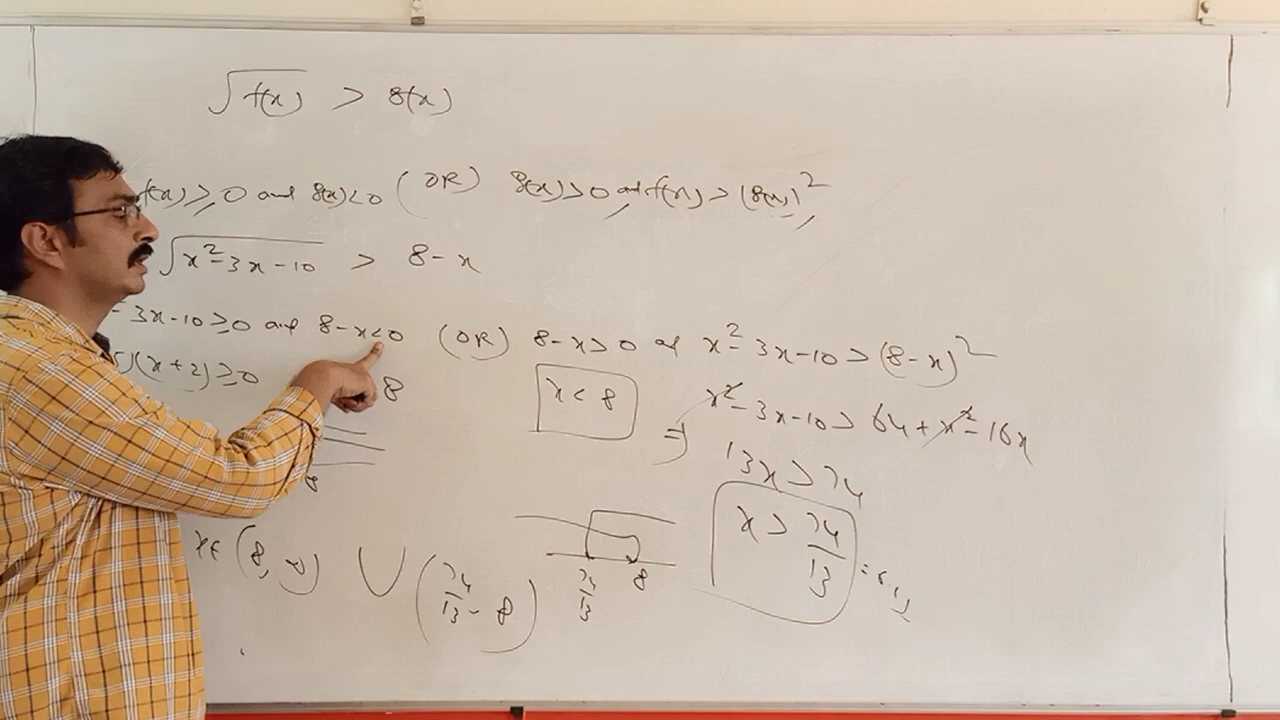 √f(x) > g(x)
f(x) ≥ 0 and g(x) < 0 (OR) g(x) > 0 and f(x) > (g(x))²
√x² - 3x - 10 > 8 - x
- 3x - 10 ≥ 0 and 8 - x < 0 (OR) 8 - x > 0 and x² - 3x - 10 > (8 - x)²
5)(x + 2) ≥ 0 8 x < 8 x² - 3x - 10 > 64 + x² - 16x
⇒ 13x > 74
8
x > 74/13
x ∈ (8, ∞) ∪ (74/13 - 8) 74/13 8